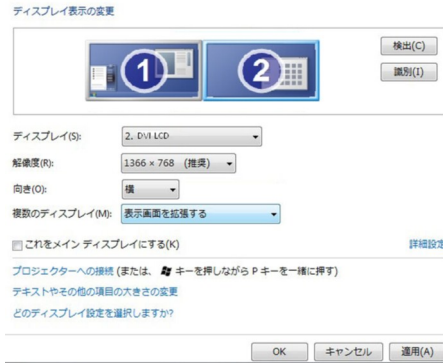 ディスプレイ表示の変更
1
2
検出(C)
識別(I)
ディスプレイ(S): 2. DVI-LCD
解像度(R): 1366 × 768 (推奨)
向き(O): 横
複数のディスプレイ(M): 表示画面を拡張する
これをメイン ディスプレイにする(K)
詳細設定
プロジェクターへの接続 (または、 キーを押しながら P キーを一緒に押す)
テキストやその他の項目の大きさの変更
どのディスプレイ設定を選択しますか?
OK キャンセル 適用(A)